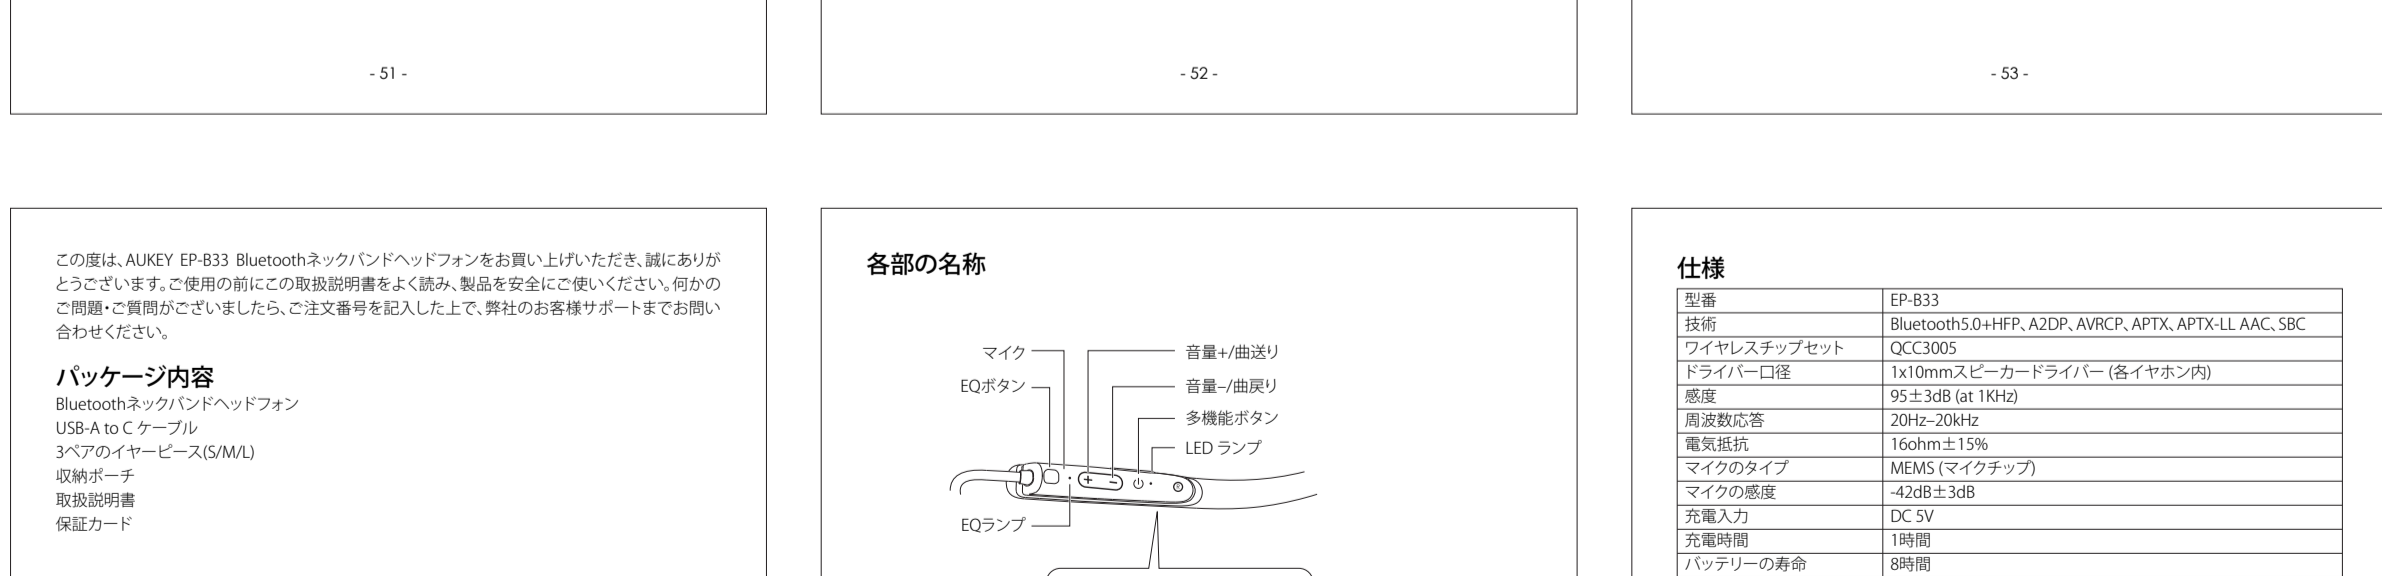 - 51 -
- 52 -
- 53 -
この度は、AUKEY EP-B33 Bluetoothネックバンドヘッドフォンをお買い上げいただき、誠にありが
とうございます。ご使用の前にこの取扱説明書をよく読み、製品を安全にご使いください。何かの
ご問題・ご質問がございましたら、ご注文番号を記入した上で、弊社のお客様サポートまでお問い
合わせください。
パッケージ内容
Bluetoothネックバンドヘッドフォン
USB-A to C ケーブル
3ペアのイヤーピース(S/M/L)
収納ポーチ
取扱説明書
保証カード
各部の名称
マイク
EQボタン
音量+/曲送り
音量–/曲戻り
多機能ボタン
LED ランプ
EQランプ
仕様
型番 EP-B33
技術 Bluetooth5.0+HFP、A2DP、AVRCP、APTX、APTX-LL AAC、SBC
ワイヤレスチップセット QCC3005
ドライバー口径 1x10mmスピーカードライバー (各イヤホン内)
感度 95±3dB (at 1KHz)
周波数応答 20Hz–20kHz
電気抵抗 16ohm±15%
マイクのタイプ MEMS (マイクチップ)
マイクの感度 -42dB±3dB
充電入力 DC 5V
充電時間 1時間
バッテリーの寿命 8時間